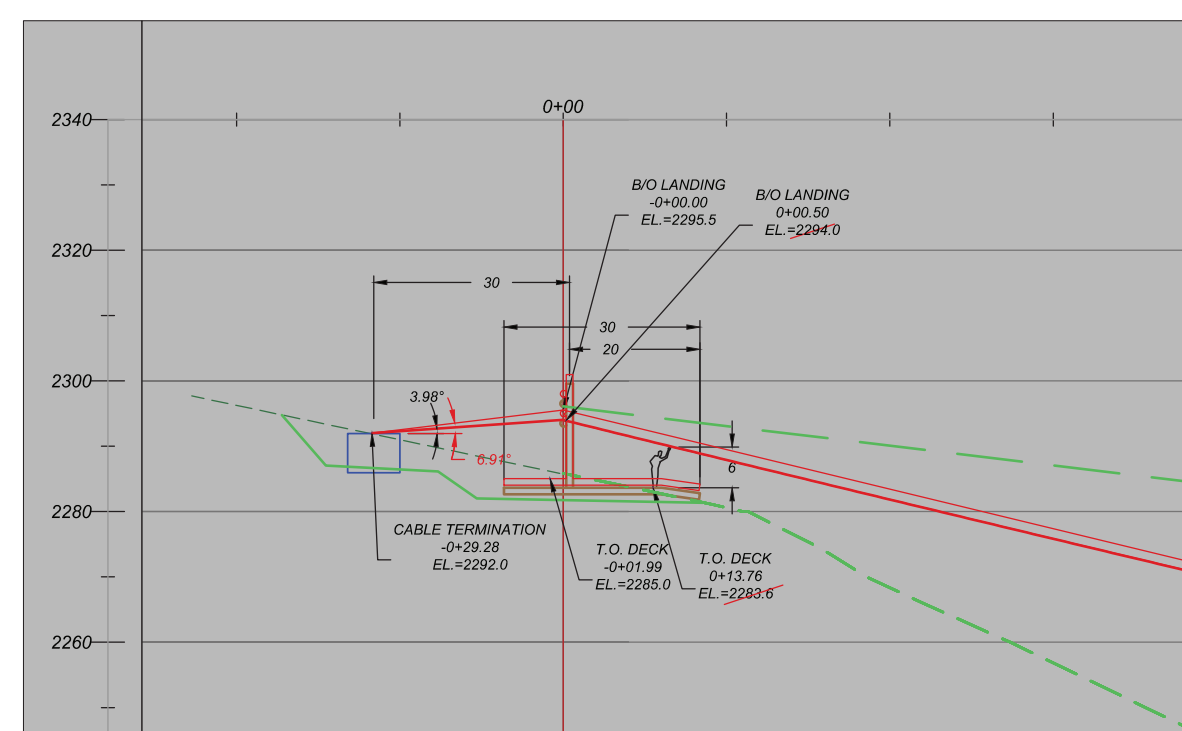 0+00
2340
B/O LANDING
-0+00.00
EL.=2295.5
B/O LANDING
0+00.50
EL.=2294.0
2320
30
30
20
2300
3.98°
6.91°
6
2280
CABLE TERMINATION
-0+29.28
EL.=2292.0
T.O. DECK
-0+01.99
EL.=2285.0
T.O. DECK
0+13.76
EL.=2283.6
2260